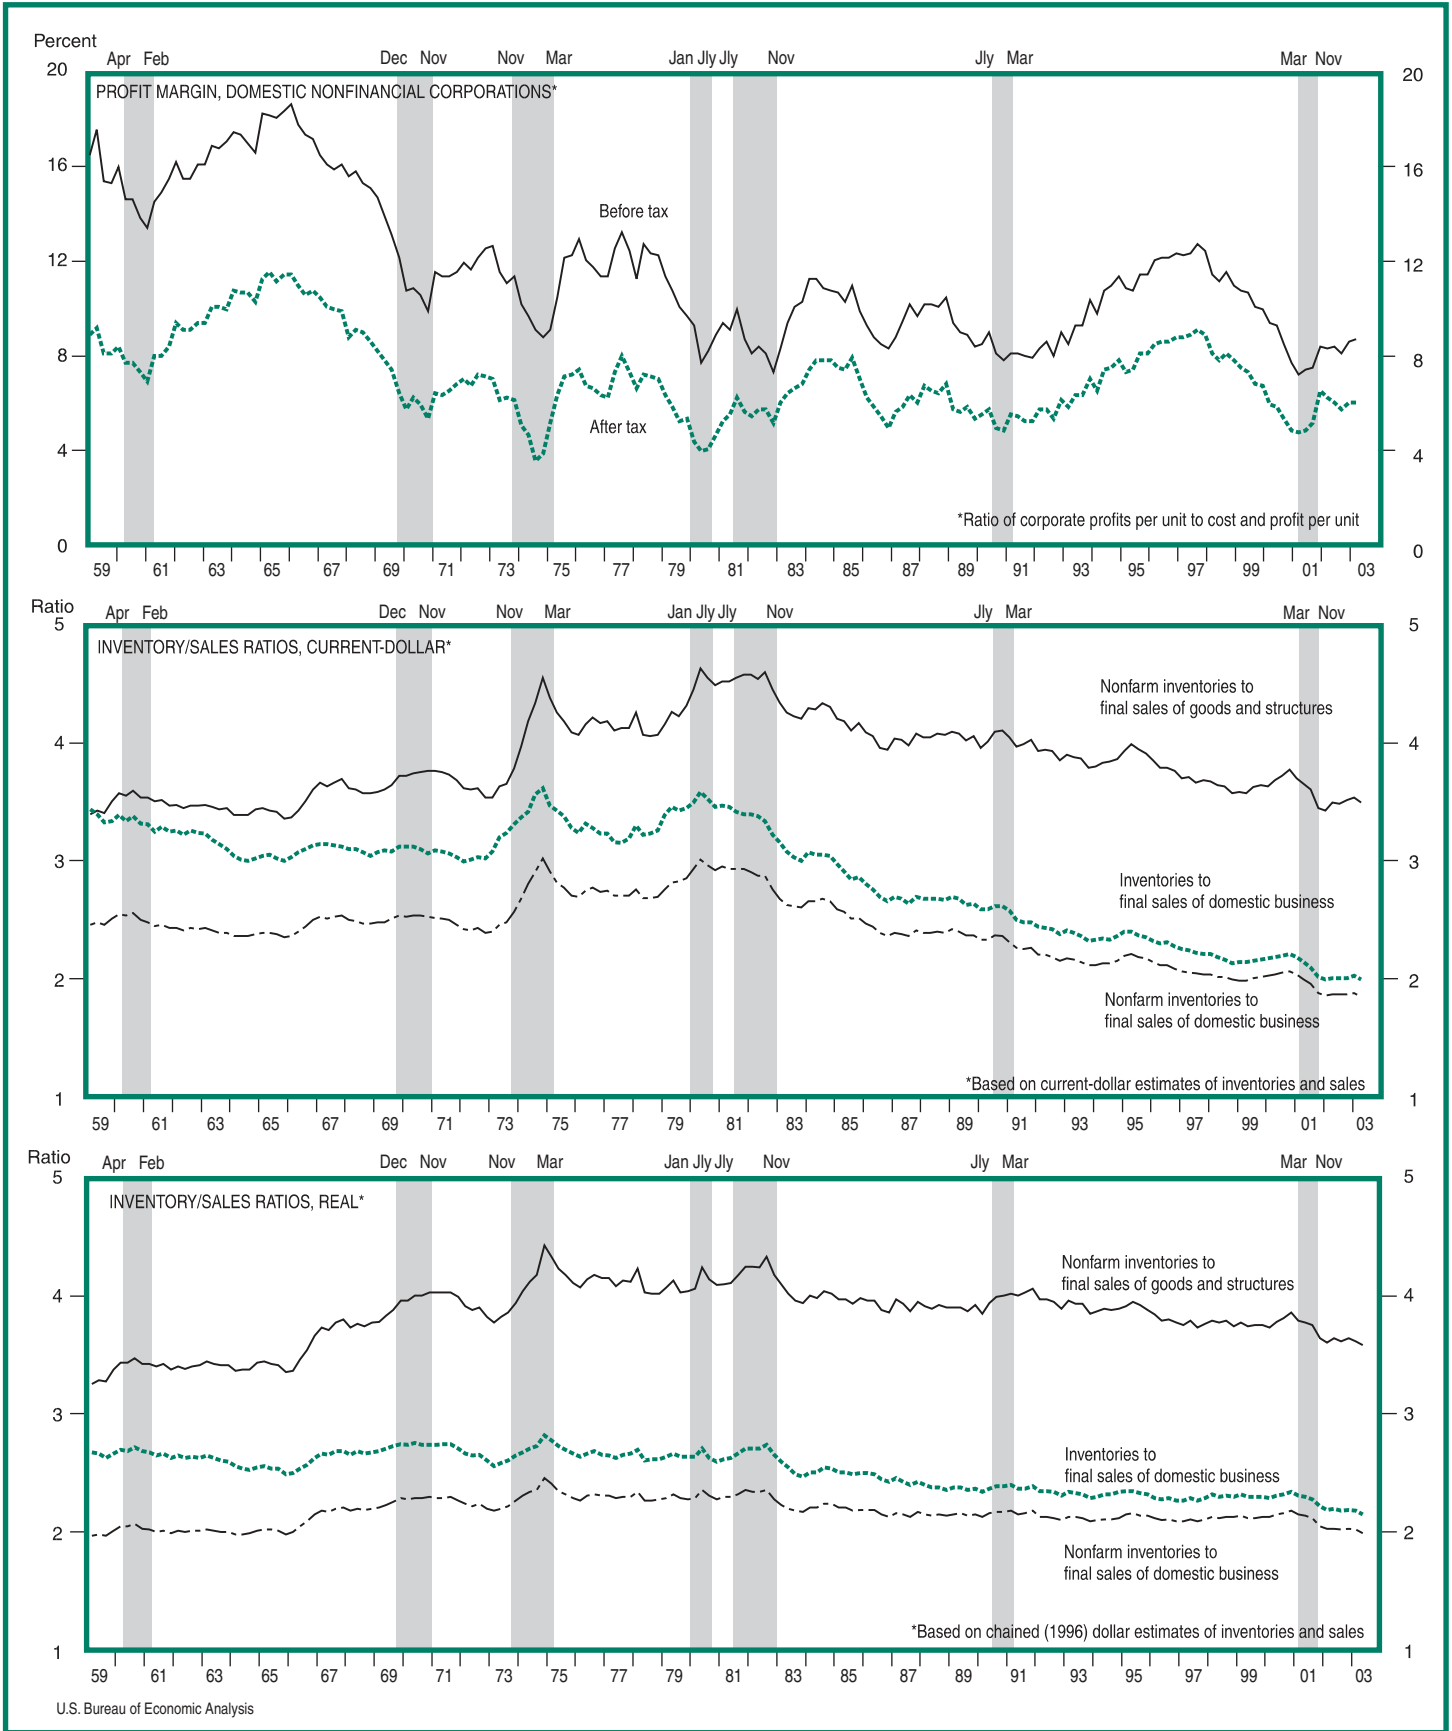 Percent
Apr Feb Dec Nov Nov Mar Jan Jly Jly Nov Jly Mar Mar Nov
20 20
PROFIT MARGIN, DOMESTIC NONFINANCIAL CORPORATIONS*
16 16
Before tax
12 12
8 8
After tax
4 4
*Ratio of corporate profits per unit to cost and profit per unit
0 0
59 61 63 65 67 69 71 73 75 77 79 81 83 85 87 89 91 93 95 97 99 01 03
Ratio
Apr Feb Dec Nov Nov Mar Jan Jly Jly Nov Jly Mar Mar Nov
5 5
INVENTORY/SALES RATIOS, CURRENT-DOLLAR*
Nonfarm inventories to
final sales of goods and structures
4 4
3 3
Inventories to
final sales of domestic business
2 2
Nonfarm inventories to
final sales of domestic business
*Based on current-dollar estimates of inventories and sales
1 1
59 61 63 65 67 69 71 73 75 77 79 81 83 85 87 89 91 93 95 97 99 01 03
Ratio
Apr Feb Dec Nov Nov Mar Jan Jly Jly Nov Jly Mar Mar Nov
5 5
INVENTORY/SALES RATIOS, REAL*
Nonfarm inventories to
final sales of goods and structures
4 4
3 3
Inventories to
final sales of domestic business
2 2
Nonfarm inventories to
final sales of domestic business
*Based on chained (1996) dollar estimates of inventories and sales
1 1
59 61 63 65 67 69 71 73 75 77 79 81 83 85 87 89 91 93 95 97 99 01 03
U.S. Bureau of Economic Analysis